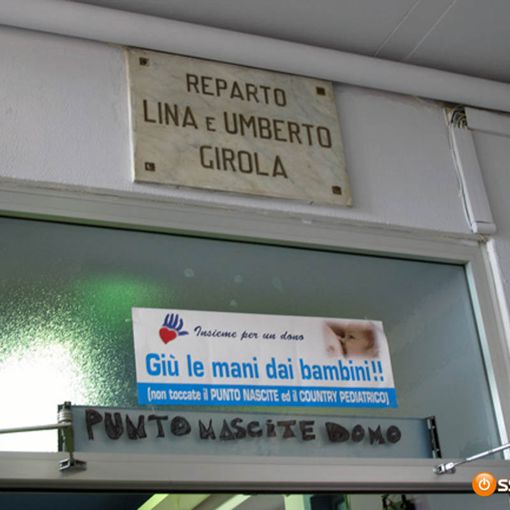 REPARTO
LINA E UMBERTO
GIROLA
Insieme per un dono
Giù le mani dai bambini!!
(non toccate il PUNTO NASCITE ed il COUNTRY PEDIATRICO)
PUNTO NASCITE DOMO